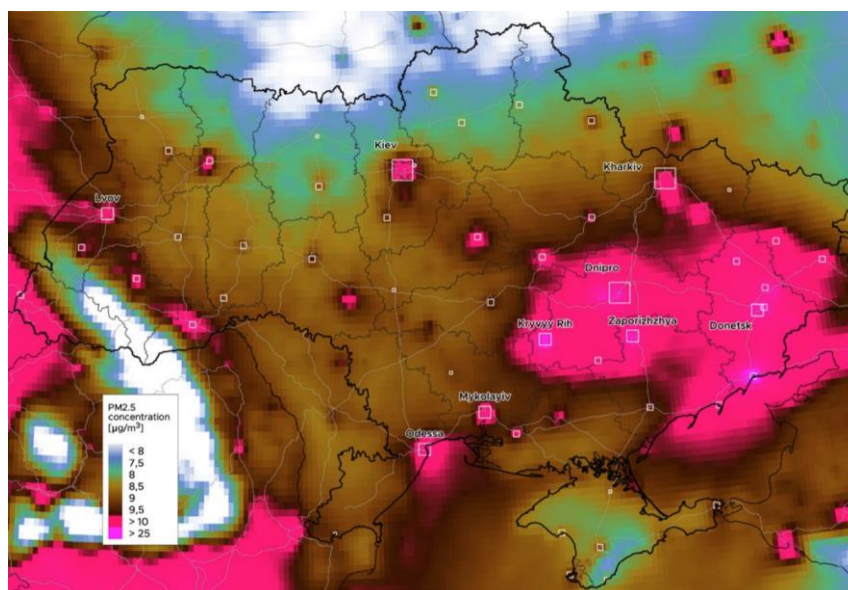 Kiev
Kharkiv
Lvov
Dnipro
Kryvyy Rih
Zaporizhzhya
Donetsk
Mykolayiv
Odessa
PM2.5
concentration
[µg/m³]
< 8
7,5
8
8,5
9
9,5
> 10
> 25